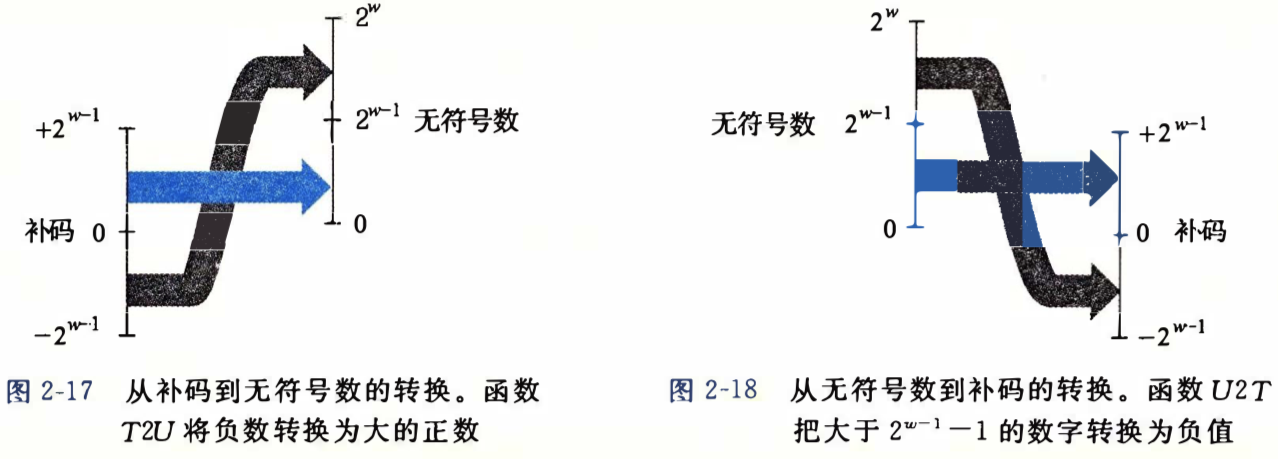 2^w
+2^{w-1}
2^{w-1} 无符号数
补码 0
0
-2^{w-1}
图 2-17 从补码到无符号数的转换。函数
T2U 将负数转换为大的正数
2^w
无符号数 2^{w-1}
+2^{w-1}
0
0 补码
-2^{w-1}
图 2-18 从无符号数到补码的转换。函数 U2T
把大于 2^{w-1}-1 的数字转换为负值